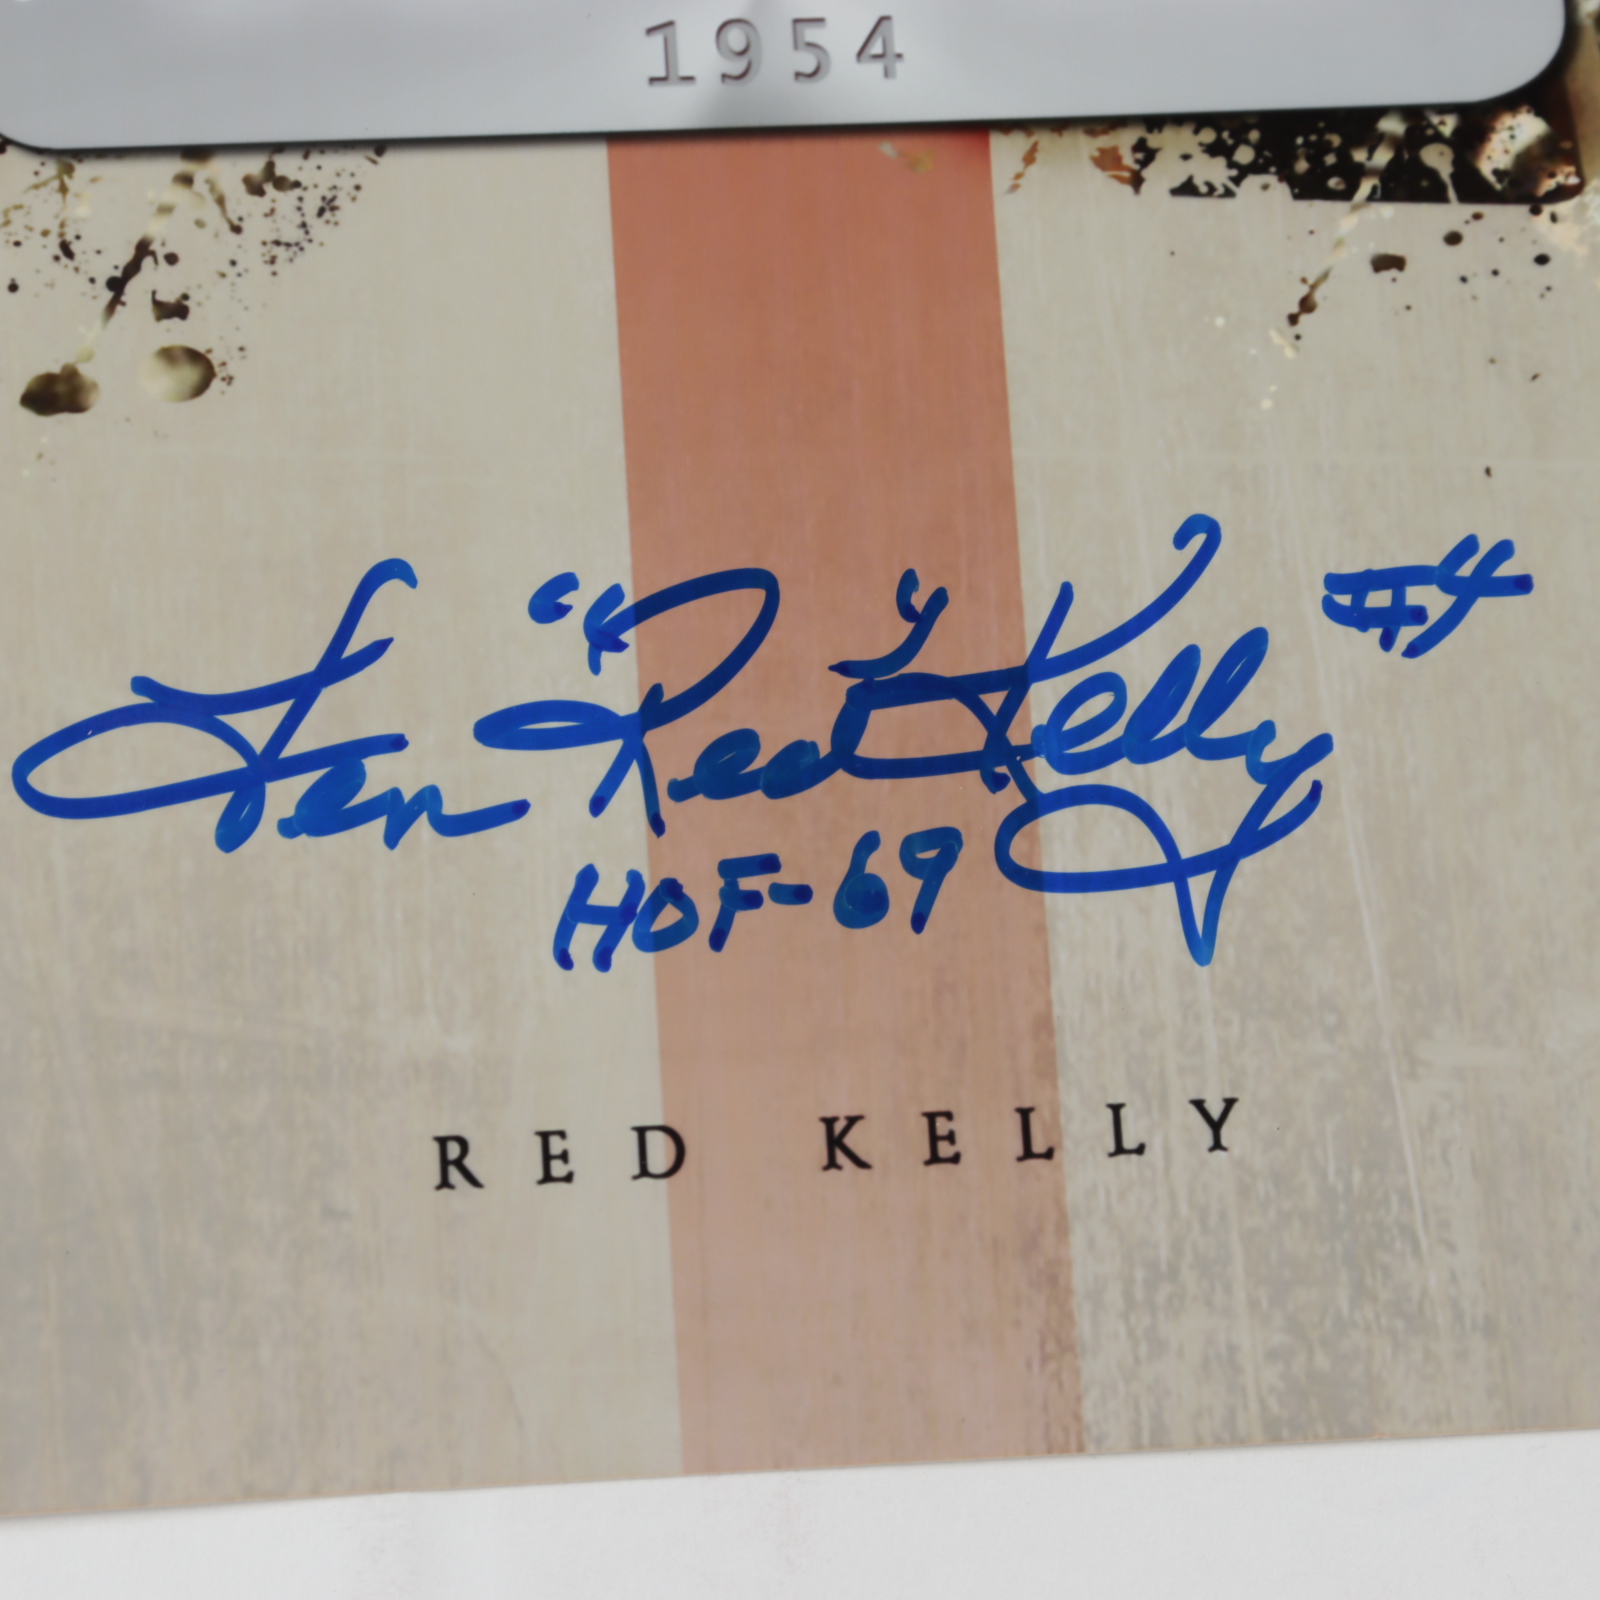 1954
Len "Red" Kelly #4
HOF-69
RED KELLY